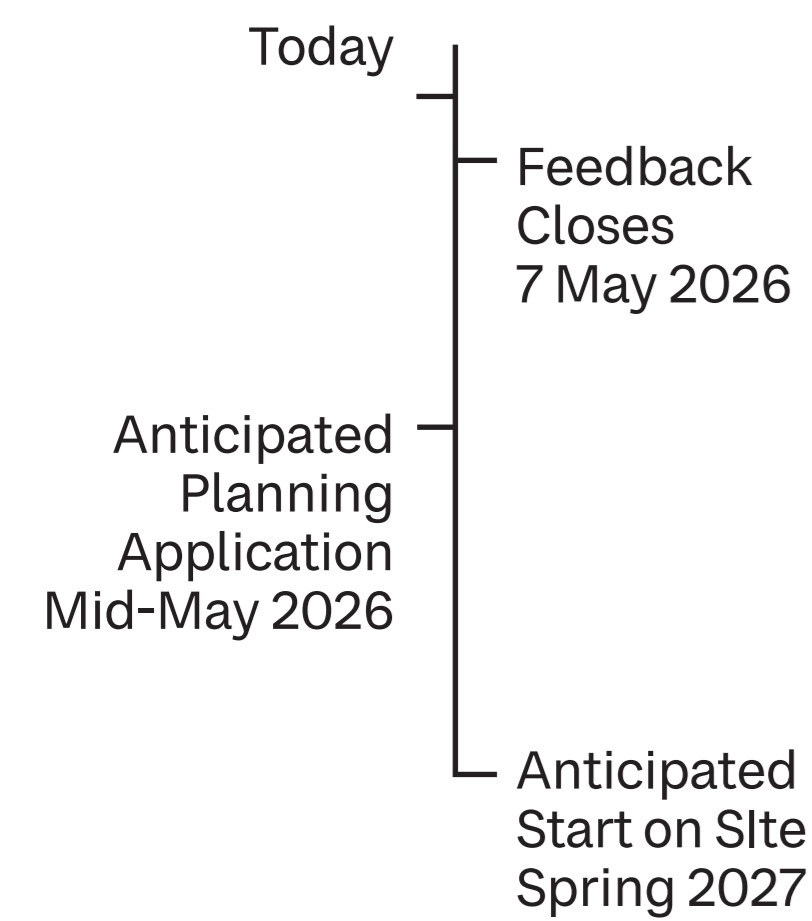 Today
Feedback
Closes
7 May 2026
Anticipated
Planning
Application
Mid-May 2026
Anticipated
Start on SIte
Spring 2027